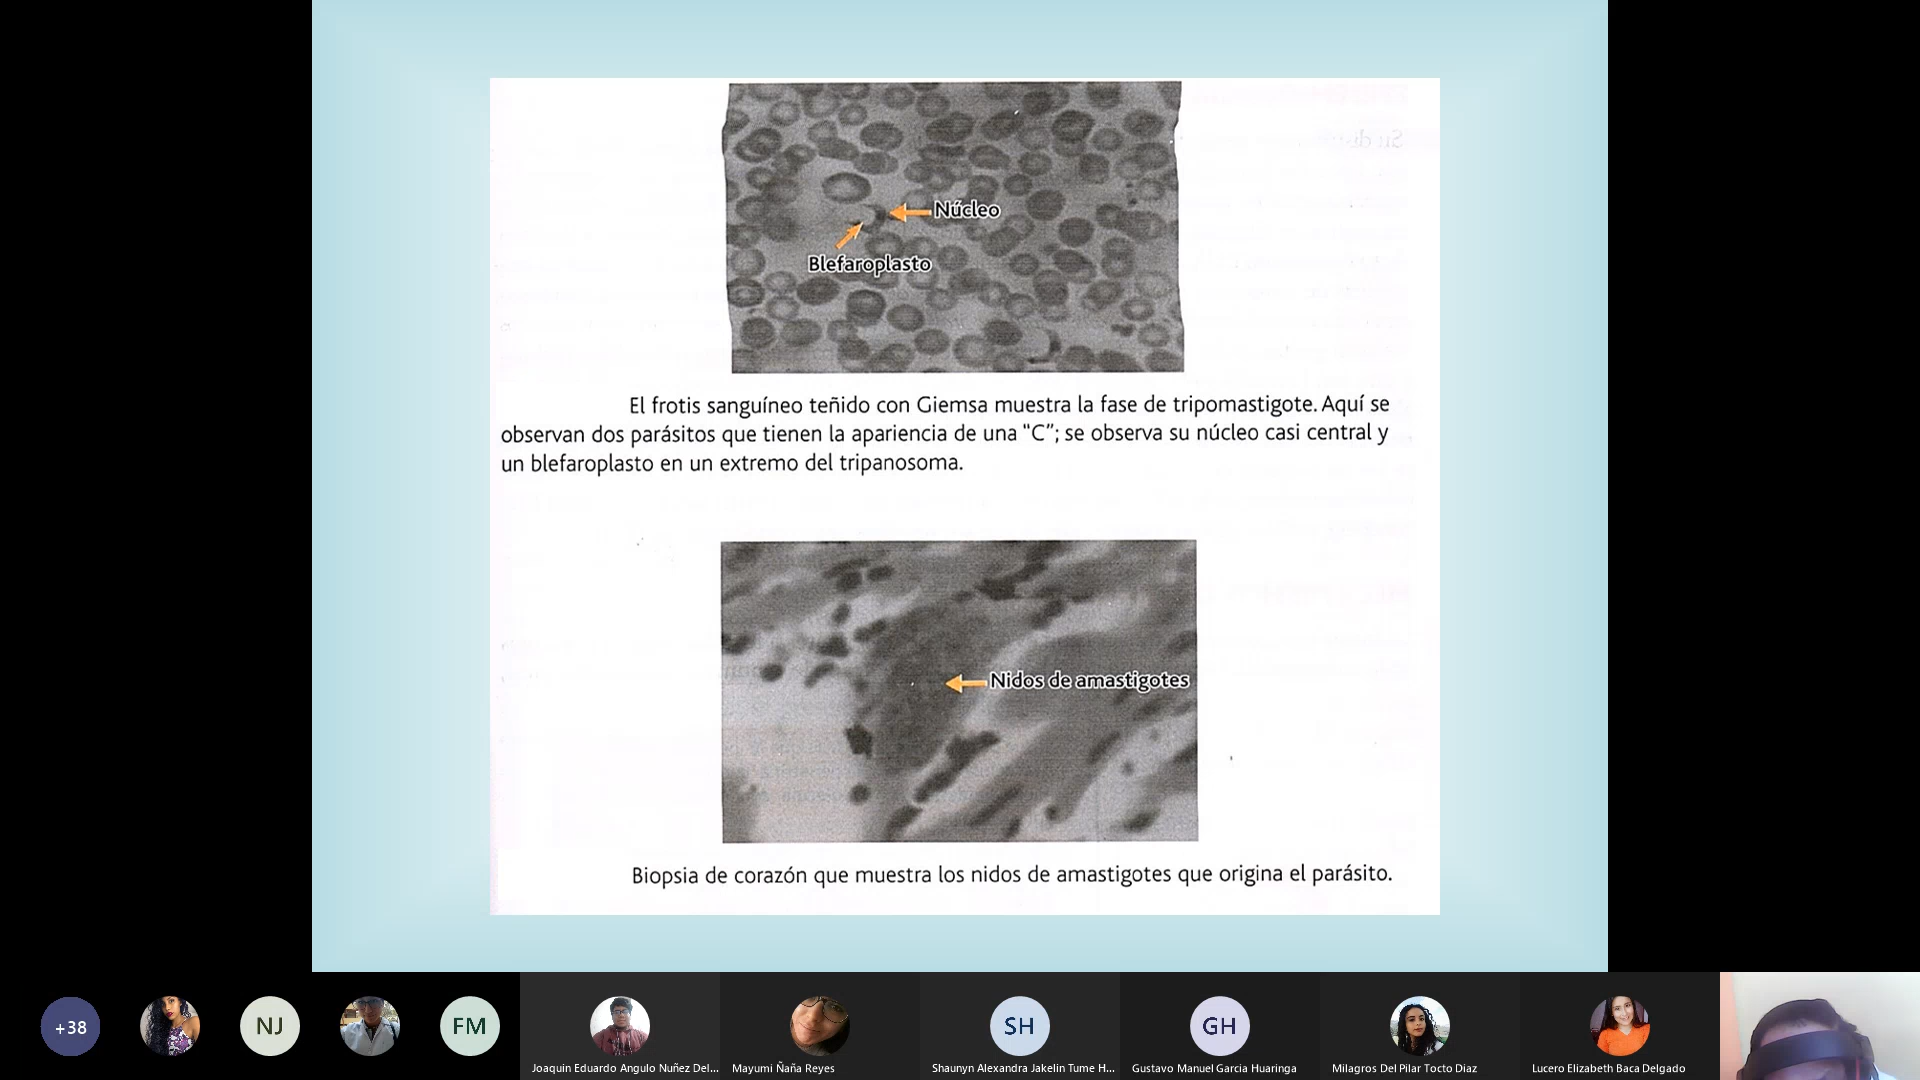 Núcleo
Blefaroplasto
El frotis sanguíneo teñido con Giemsa muestra la fase de tripomastigote. Aquí se
observan dos parásitos que tienen la apariencia de una “C”; se observa su núcleo casi central y
un blefaroplasto en un extremo del tripanosoma.
Nidos de amastigotes
Biopsia de corazón que muestra los nidos de amastigotes que origina el parásito.
+38
NJ
FM
SH
GH
Joaquin Eduardo Angulo Nuñez Del...
Mayumi Ñaña Reyes
Shaunyn Alexandra Jakelin Tume H...
Gustavo Manuel Garcia Huaringa
Milagros Del Pilar Tocto Diaz
Lucero Elizabeth Baca Delgado